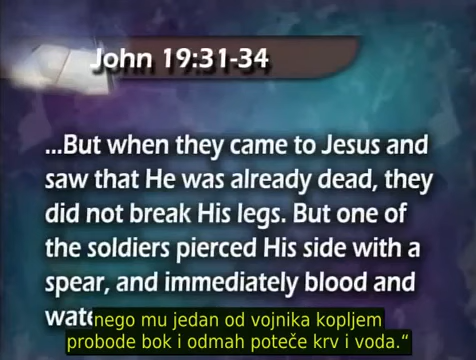 John 19:31-34
...But when they came to Jesus and
saw that He was already dead, they
did not break His legs. But one of
the soldiers pierced His side with a
spear, and immediately blood and
nego mu jedan od vojnika kopljem
probode bok i odmah poteče krv i voda.“